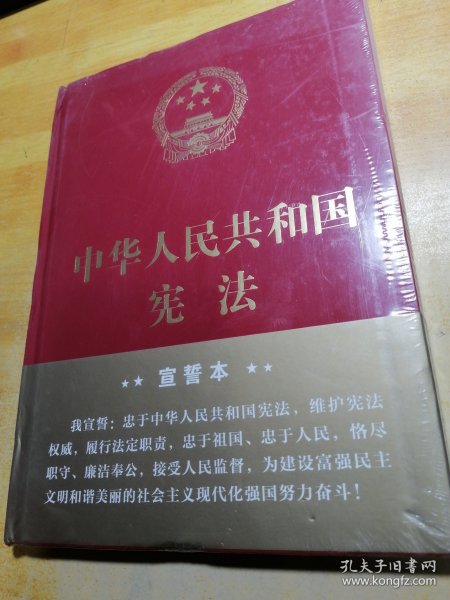 中华人民共和国
宪法
★★ 宣誓本 ★★
我宣誓：忠于中华人民共和国宪法，维护宪法
权威，履行法定职责，忠于祖国、忠于人民，恪尽
职守、廉洁奉公，接受人民监督，为建设富强民主
文明和谐美丽的社会主义现代化强国努力奋斗！
孔夫子旧书网
www.kongfz.com